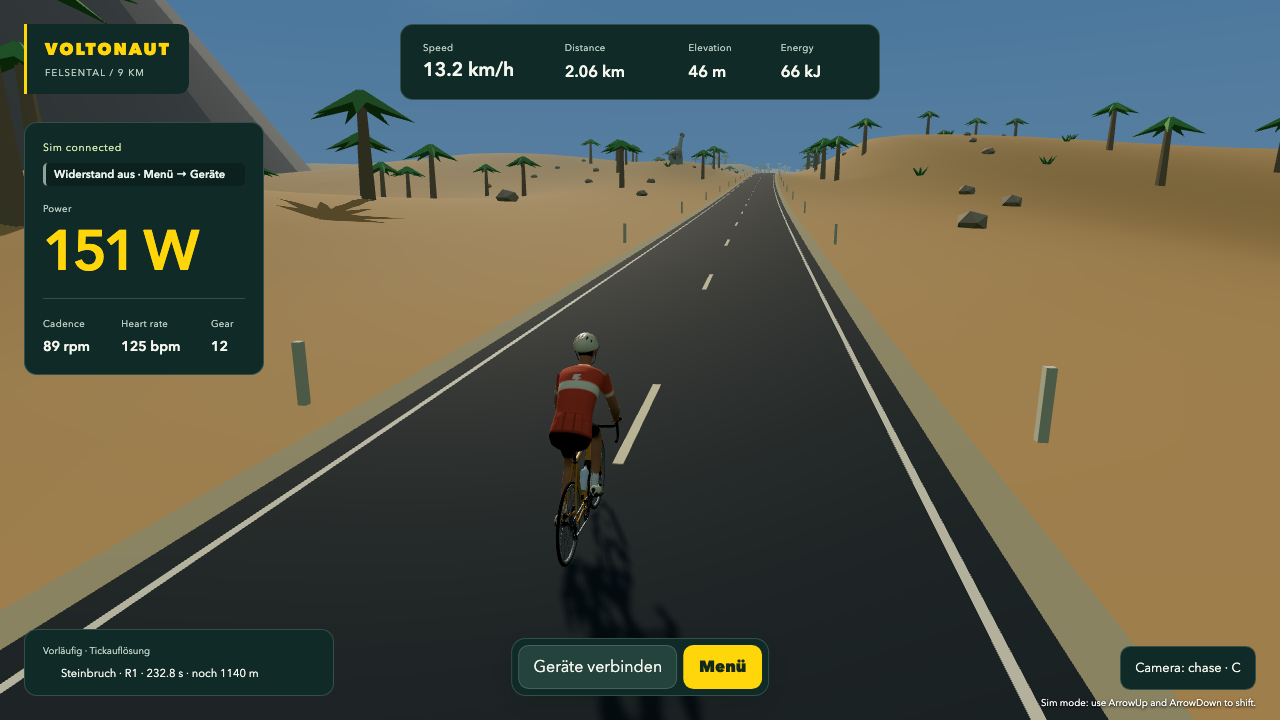 VOLTONAUT
FELSENTAL / 9 KM
Speed
13.2 km/h
Distance
2.06 km
Elevation
46 m
Energy
66 kJ
Sim connected
Widerstand aus · Menü → Geräte
Power
151 W
Cadence
89 rpm
Heart rate
125 bpm
Gear
12
Vorläufig · Tickauflösung
Steinbruch · R1 · 232.8 s · noch 1140 m
Geräte verbinden
Menü
Camera: chase · C
Sim mode: use ArrowUp and ArrowDown to shift.